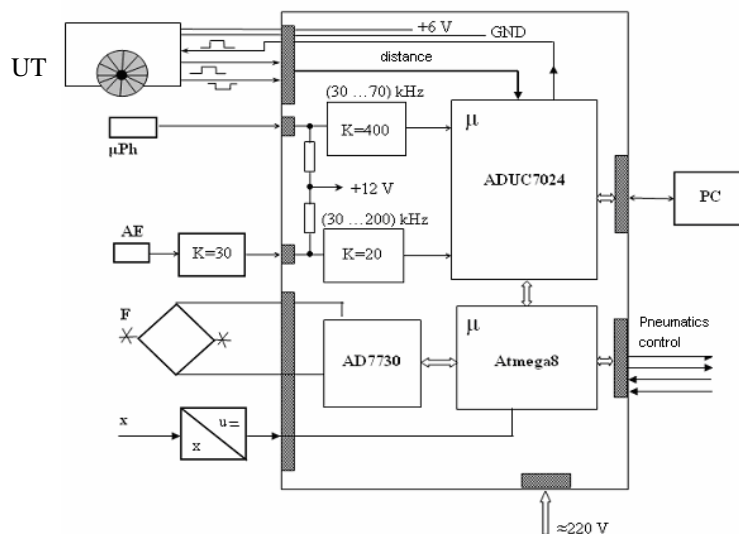 +6 V
GND
UT
distance
(30 ...70) kHz
K=400
μ
ADUC7024
μPh
+12 V
PC
(30 ...200) kHz
AE
K=30
K=20
F
μ
Pneumatics
control
AD7730
Atmega8
x
u=
x
≈220 V